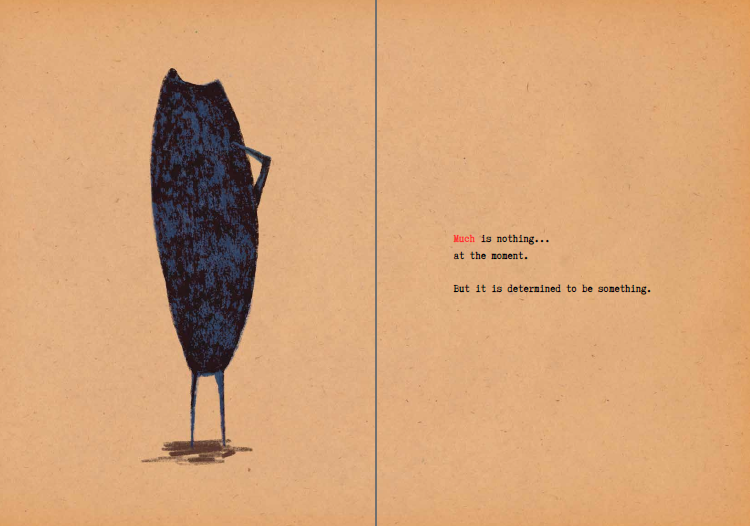 Much is nothing...
at the moment.
But it is determined to be something.